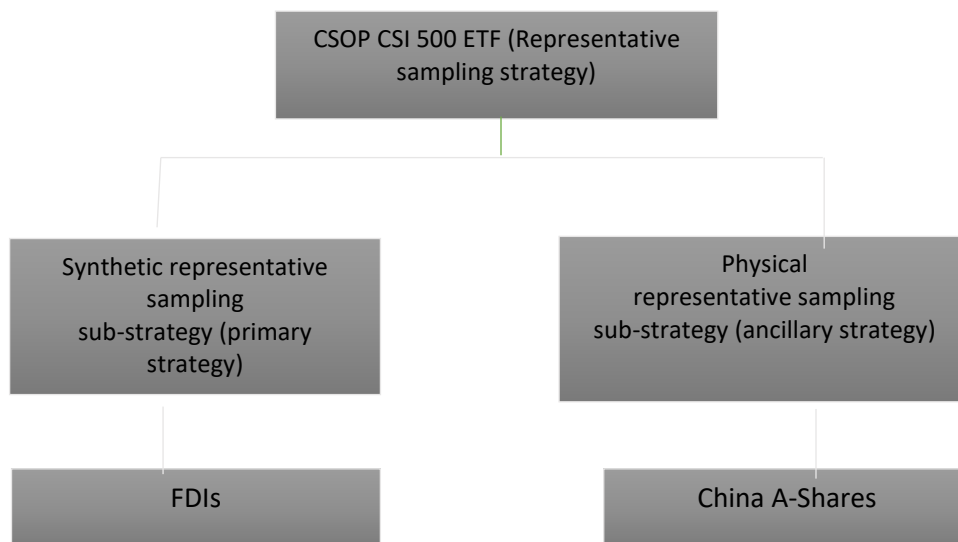 CSOP CSI 500 ETF (Representative
sampling strategy)
Synthetic representative
sampling
sub-strategy (primary
strategy)
Physical
representative sampling
sub-strategy (ancillary strategy)
FDIs
China A-Shares